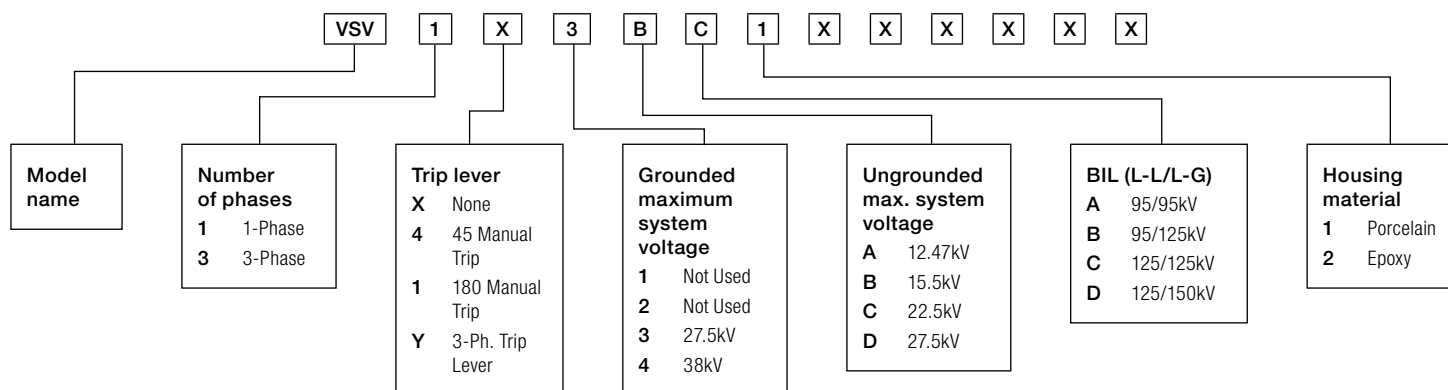 VSV 1 X 3 B C 1 X X X X X X
Model
name
Number
of phases
1 1-Phase
3 3-Phase
Trip lever
X None
4 45 Manual
Trip
1 180 Manual
Trip
Y 3-Ph. Trip
Lever
Grounded
maximum
system
voltage
1 Not Used
2 Not Used
3 27.5kV
4 38kV
Ungrounded
max. system
voltage
A 12.47kV
B 15.5kV
C 22.5kV
D 27.5kV
BIL (L-L/L-G)
A 95/95kV
B 95/125kV
C 125/125kV
D 125/150kV
Housing
material
1 Porcelain
2 Epoxy